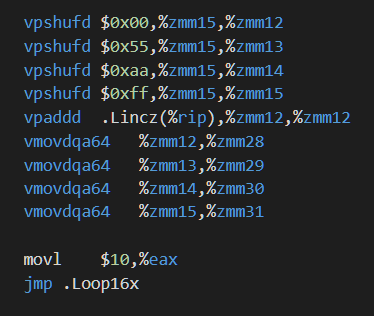 vpshufd $0x00,%zmm15,%zmm12
vpshufd $0x55,%zmm15,%zmm13
vpshufd $0xaa,%zmm15,%zmm14
vpshufd $0xff,%zmm15,%zmm15
vpaddd  .Lincz(%rip),%zmm12,%zmm12
vmovdqa64   %zmm12,%zmm28
vmovdqa64   %zmm13,%zmm29
vmovdqa64   %zmm14,%zmm30
vmovdqa64   %zmm15,%zmm31
movl    $10,%eax
jmp .Loop16x